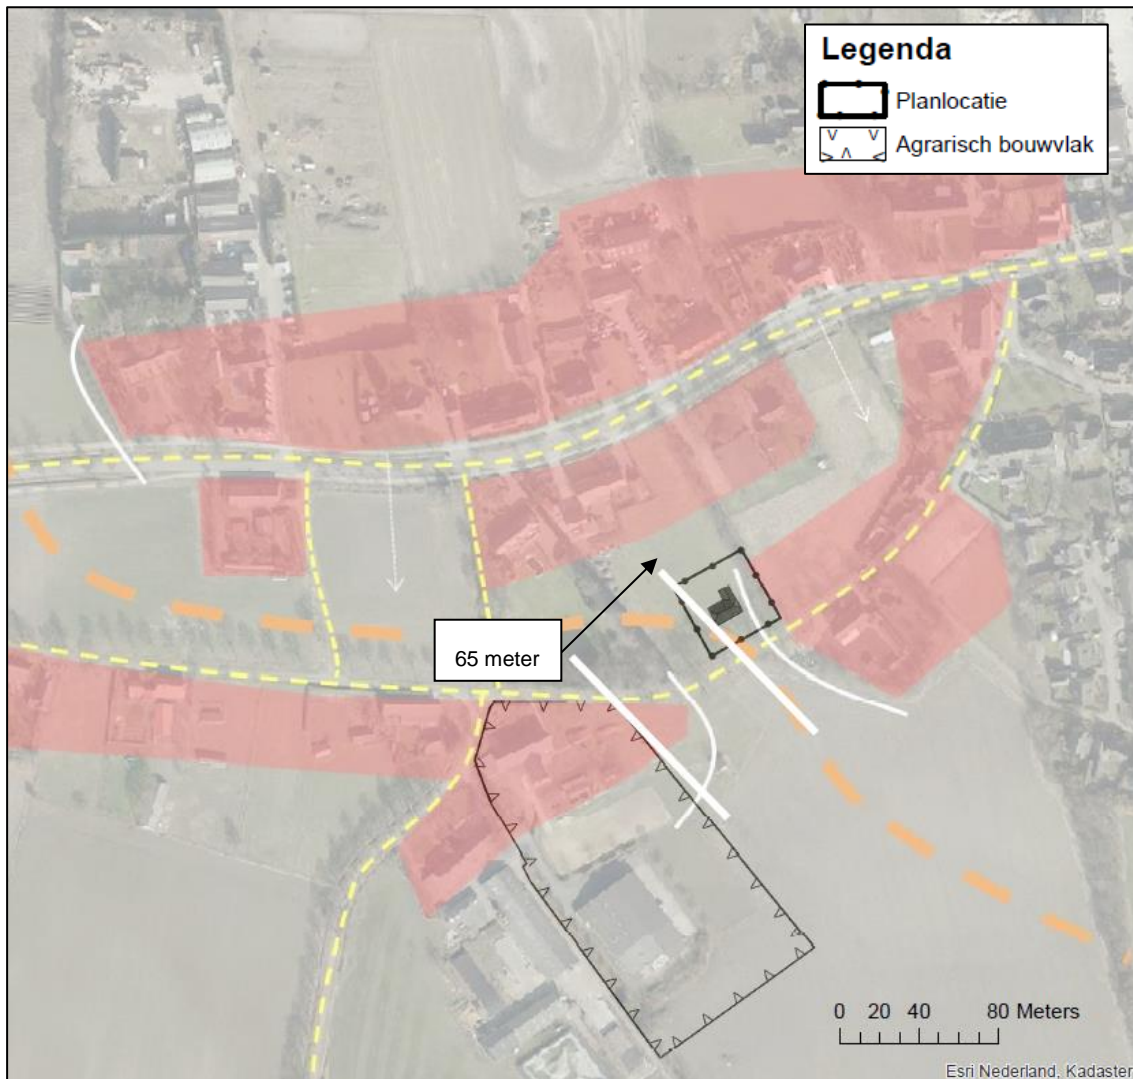 Legenda
Planlocatie
Agrarisch bouwvlak
65 meter
0 20 40 80 Meters
Esri Nederland, Kadaster